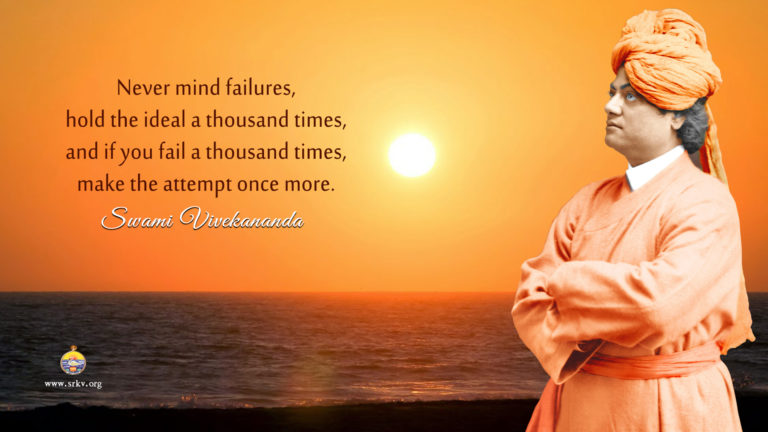 Never mind failures,
hold the ideal a thousand times,
and if you fail a thousand times,
make the attempt once more.
Swami Vivekananda
www.srkv.org